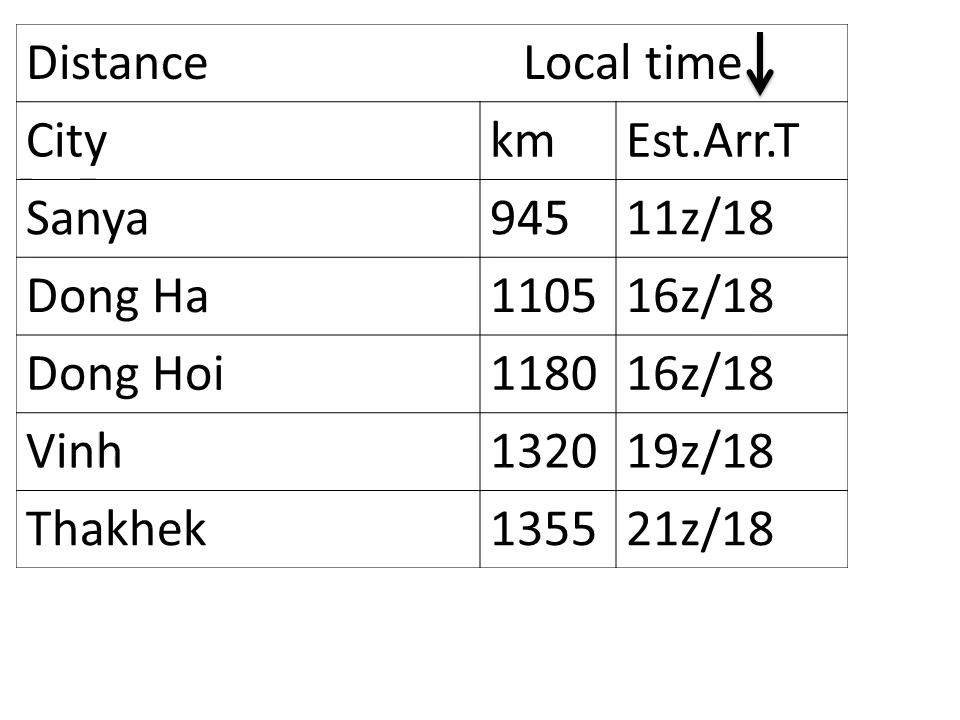 Distance Local time
City km Est.Arr.T
Sanya 945 11z/18
Dong Ha 1105 16z/18
Dong Hoi 1180 16z/18
Vinh 1320 19z/18
Thakhek 1355 21z/18